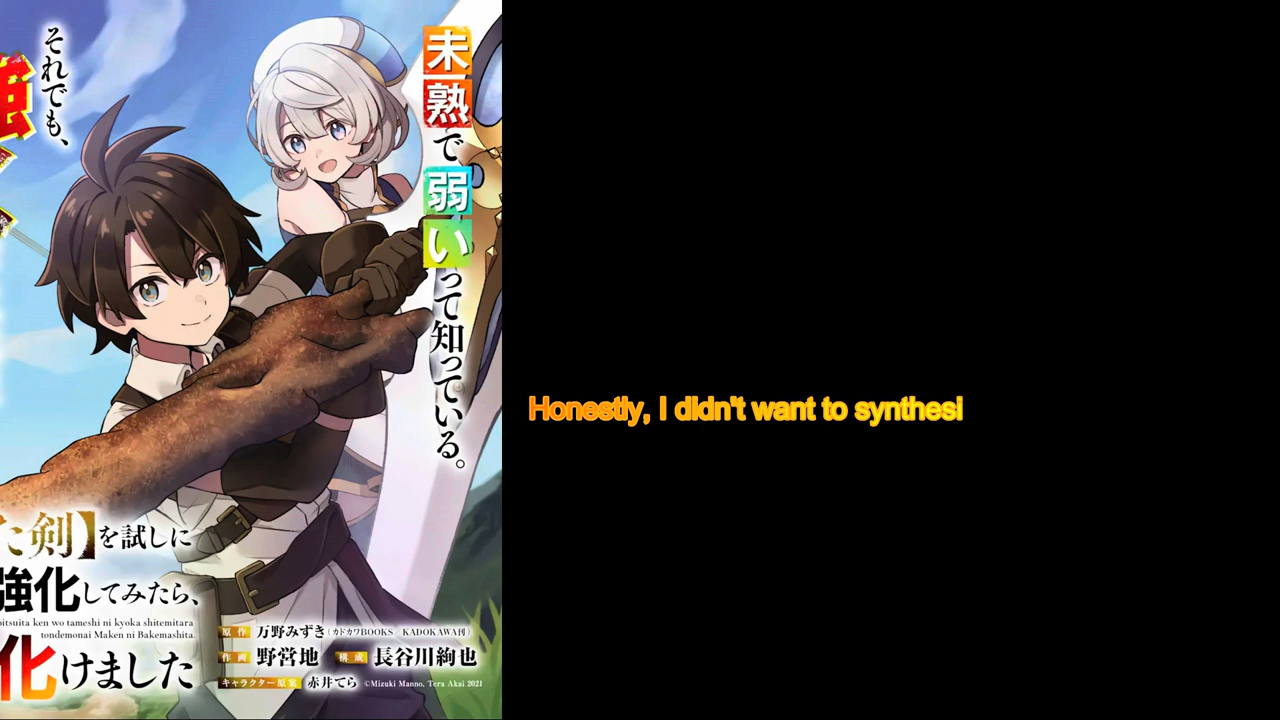 未熟で弱いって知っている。
それでも、
強
た剣】を試しに
強化してみたら、
bitsuita ken wo tameshi ni kyoka shitemitara
tondemonai Maken ni Bakemashita.
化けました
原作 万野みずき(カドカワBOOKS KADOKAWA刊)
作画 野営地 構成 長谷川絢也
キャラクター原案 赤井てら ©Mizuki Manno, Tera Akai 2021
Honestly, I didn't want to synthesi